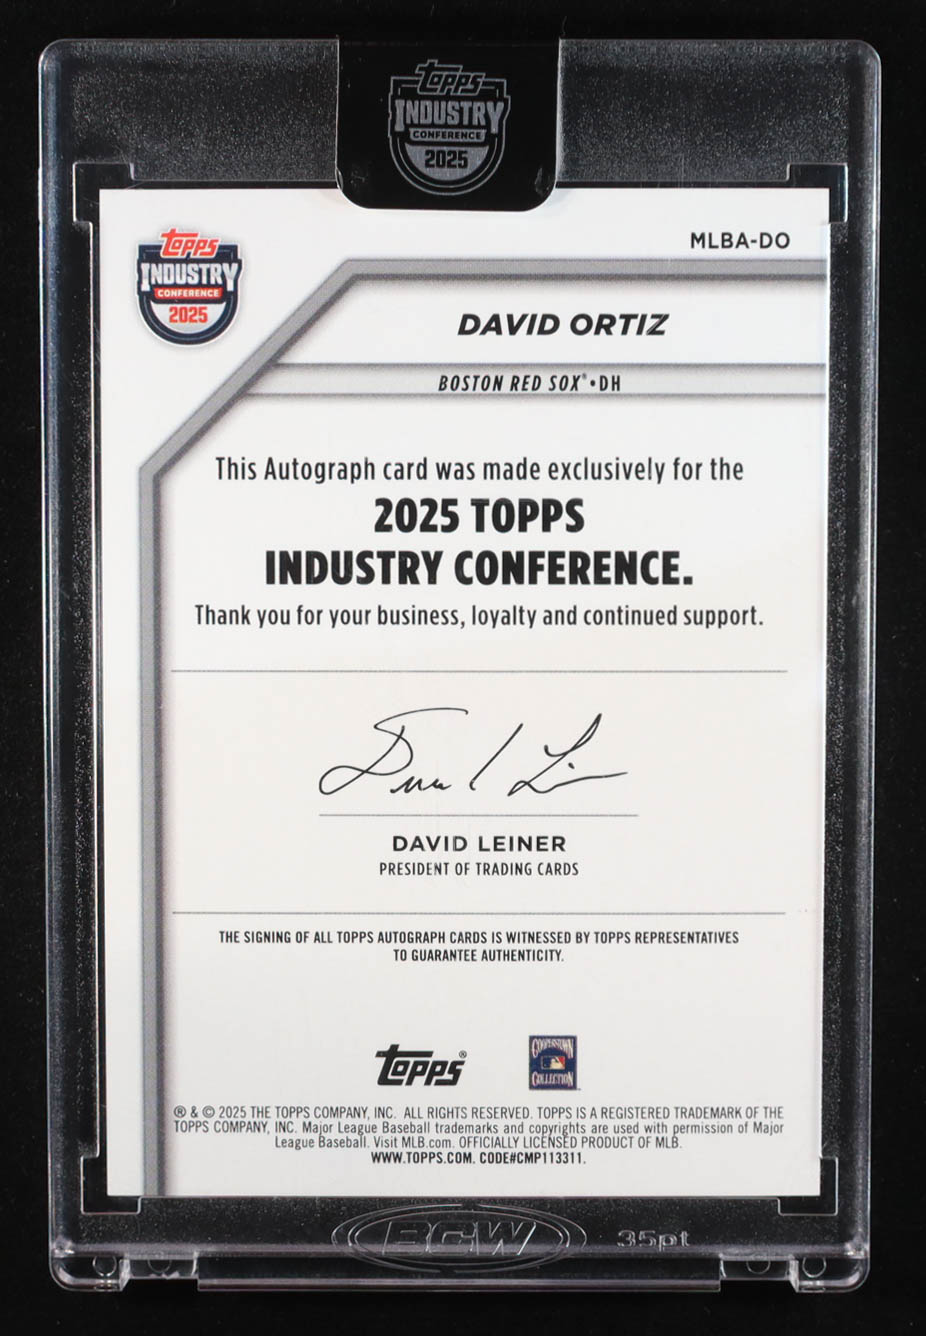 Topps
INDUSTRY
CONFERENCE
2025
Topps
INDUSTRY
CONFERENCE
2025
MLBA-DO
DAVID ORTIZ
BOSTON RED SOX®•DH
This Autograph card was made exclusively for the
2025 TOPPS
INDUSTRY CONFERENCE.
Thank you for your business, loyalty and continued support.
DAVID LEINER
PRESIDENT OF TRADING CARDS
THE SIGNING OF ALL TOPPS AUTOGRAPH CARDS IS WITNESSED BY TOPPS REPRESENTATIVES
TO GUARANTEE AUTHENTICITY.
Topps®
COOPERSTOWN
COLLECTION
® & © 2025 THE TOPPS COMPANY, INC. ALL RIGHTS RESERVED. TOPPS IS A REGISTERED TRADEMARK OF THE
TOPPS COMPANY, INC. Major League Baseball trademarks and copyrights are used with permission of Major
League Baseball. Visit MLB.com. OFFICIALLY LICENSED PRODUCT OF MLB.
WWW.TOPPS.COM. CODE#CMP113311.
BCW
35pt